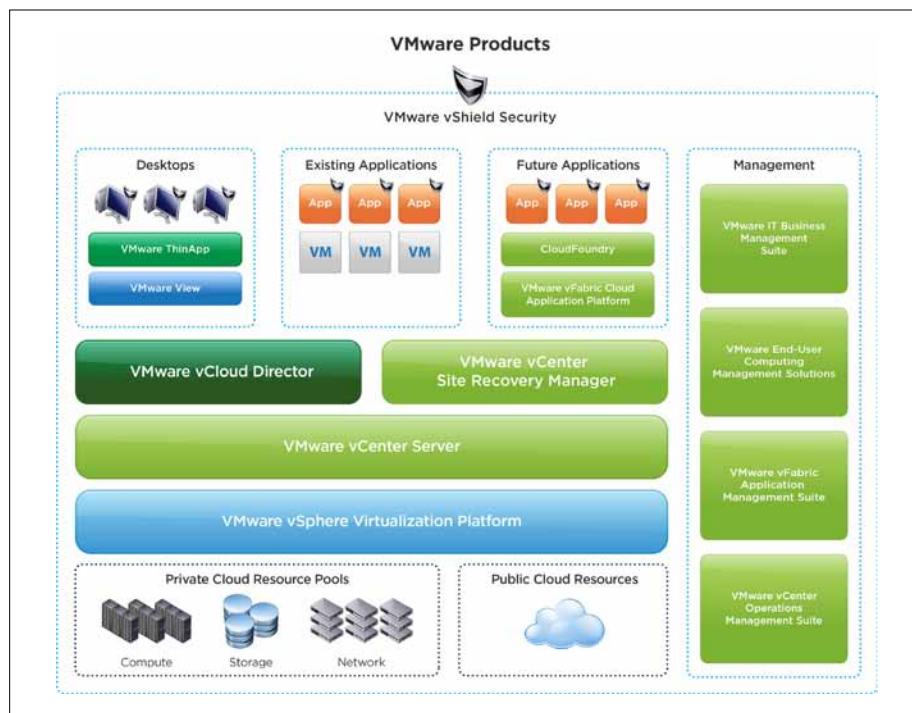 VMware Products
VMware vShield Security
Desktops
VMware ThinApp
VMware View
Existing Applications
App App App
VM VM VM
Future Applications
App App App
CloudFoundry
VMware vFabric Cloud
Application Platform
Management
VMware IT Business
Management
Suite
VMware End-User
Computing
Management Solutions
VMware vFabric
Application
Management Suite
VMware vCenter
Operations
Management Suite
VMware vCloud Director
VMware vCenter
Site Recovery Manager
VMware vCenter Server
VMware vSphere Virtualization Platform
Private Cloud Resource Pools
Compute Storage Network
Public Cloud Resources